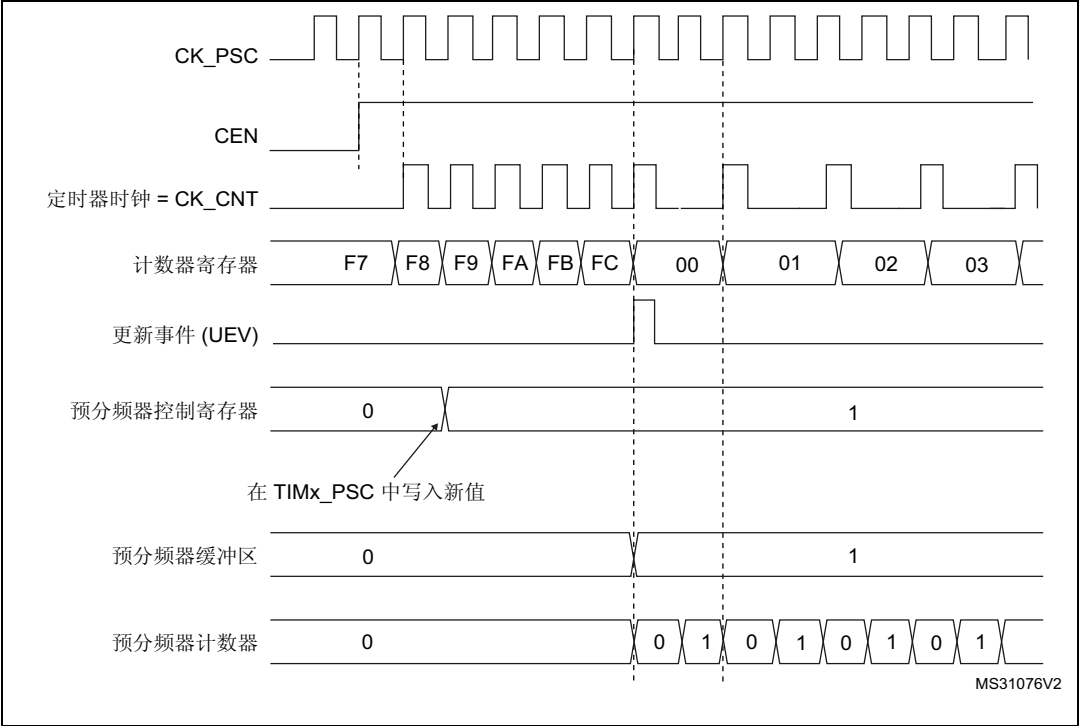 CK_PSC
CEN
定时器时钟 = CK_CNT
计数器寄存器 F7 F8 F9 FA FB FC 00 01 02 03
更新事件 (UEV)
预分频器控制寄存器 0 1
在 TIMx_PSC 中写入新值
预分频器缓冲区 0 1
预分频器计数器 0 0 1 0 1 0 1 0 1
MS31076V2